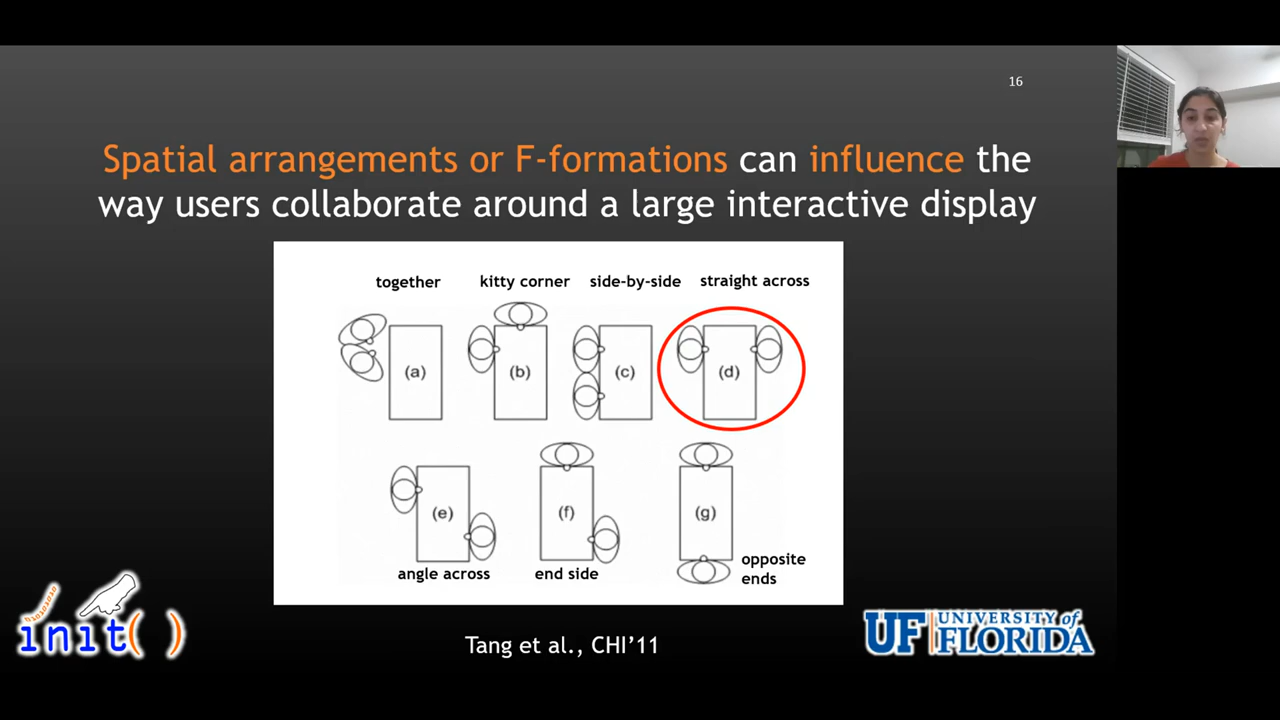 16
Spatial arrangements or F-formations can influence the
way users collaborate around a large interactive display
together kitty corner side-by-side straight across
(a) (b) (c) (d)
(e) (f) (g)
angle across end side opposite
ends
init( )
UF UNIVERSITY of
FLORIDA
Tang et al., CHI’11